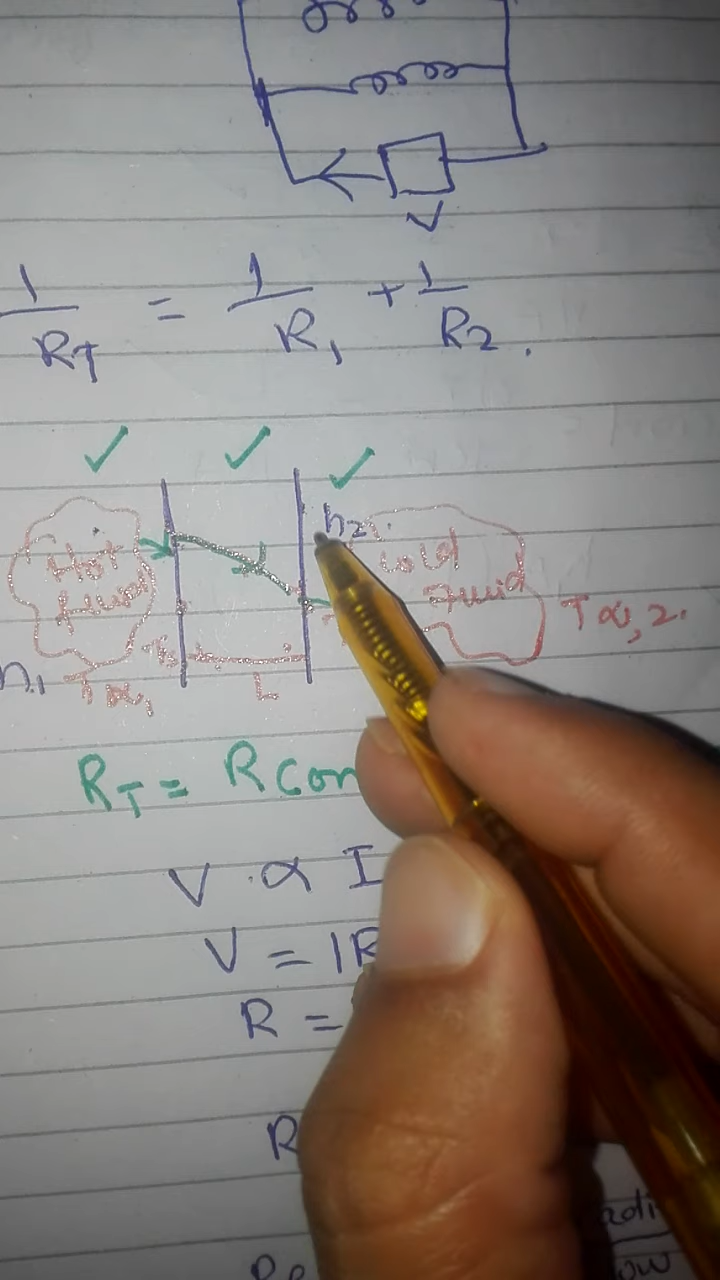 V
1/RT = 1/R1 + 1/R2.
h2
Hot Cold
fluid Fluid
T∞,2.
h1 T∞1 L
RT = RCon
V ∝ I
V = IR
R =
R